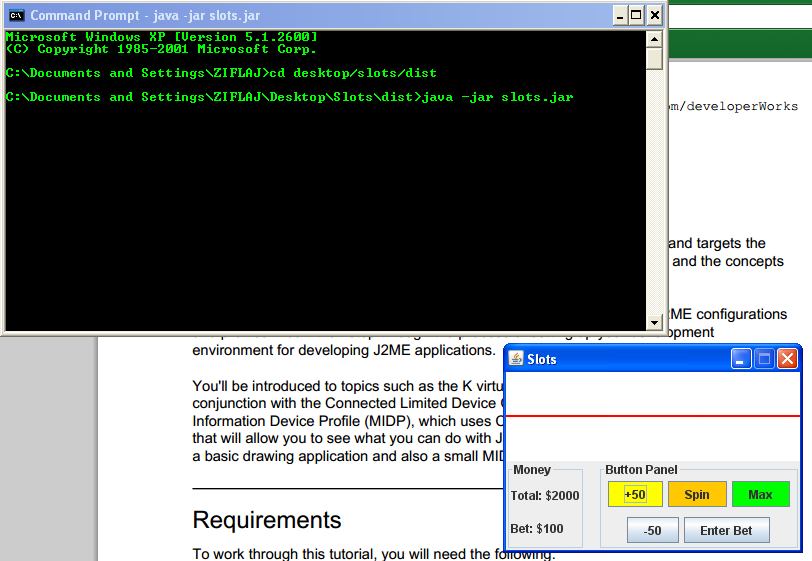 Command Prompt - java -jar slots.jar
Microsoft Windows XP [Version 5.1.2600]
(C) Copyright 1985-2001 Microsoft Corp.
C:\Documents and Settings\ZIFLAJ>cd desktop/slots/dist
C:\Documents and Settings\ZIFLAJ\Desktop\Slots\dist>java -jar slots.jar
m/developerWorks
and targets the
and the concepts
ME configurations
opment
environment for developing J2ME applications.
You'll be introduced to topics such as the K virtu
conjunction with the Connected Limited Device
Information Device Profile (MIDP), which uses
that will allow you to see what you can do with J
a basic drawing application and also a small MID
Requirements
To work through this tutorial, you will need the following:
Slots
Money
Total: $2000
Bet: $100
Button Panel
+50
Spin
Max
-50
Enter Bet